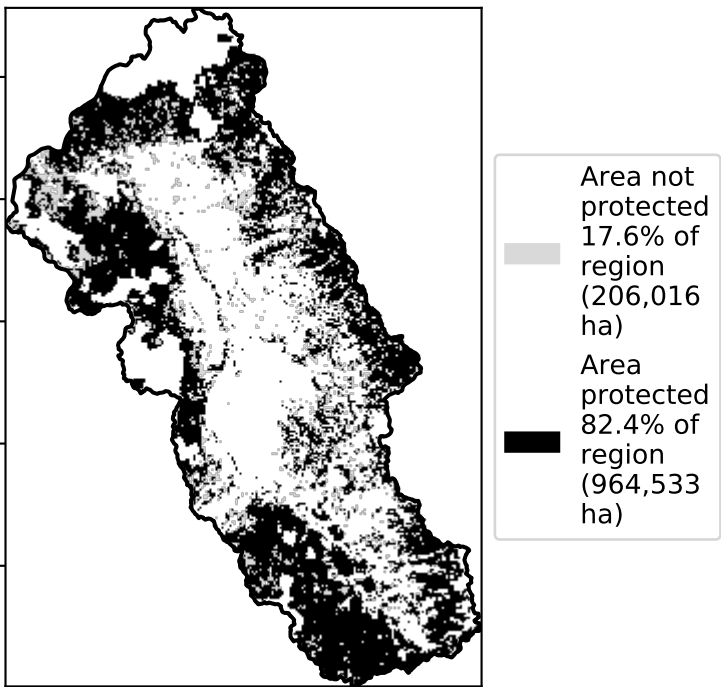 Area not
protected
17.6% of
region
(206,016
ha)
Area
protected
82.4% of
region
(964,533
ha)